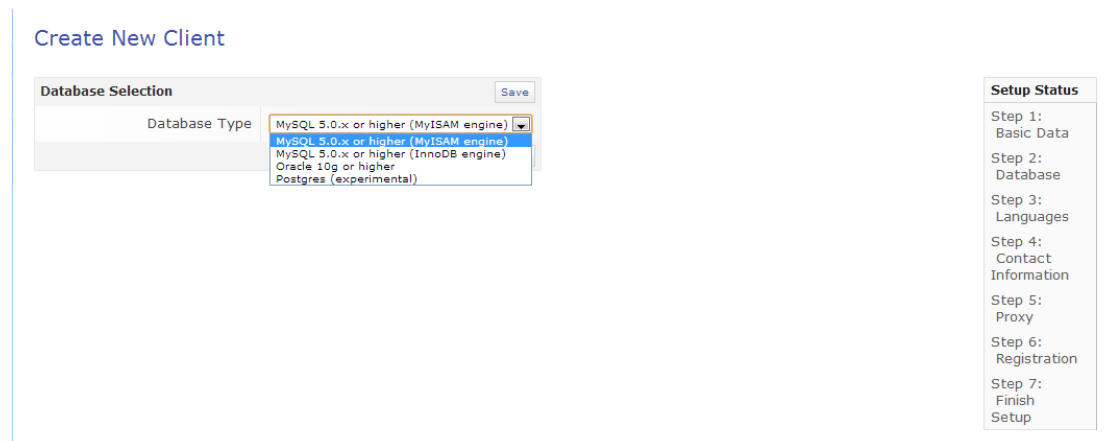 Create New Client
Database Selection
Save
Database Type
MySQL 5.0.x or higher (MyISAM engine)
MySQL 5.0.x or higher (MyISAM engine)
MySQL 5.0.x or higher (InnoDB engine)
Oracle 10g or higher
Postgres (experimental)
Setup Status
Step 1:
Basic Data
Step 2:
Database
Step 3:
Languages
Step 4:
Contact
Information
Step 5:
Proxy
Step 6:
Registration
Step 7:
Finish
Setup